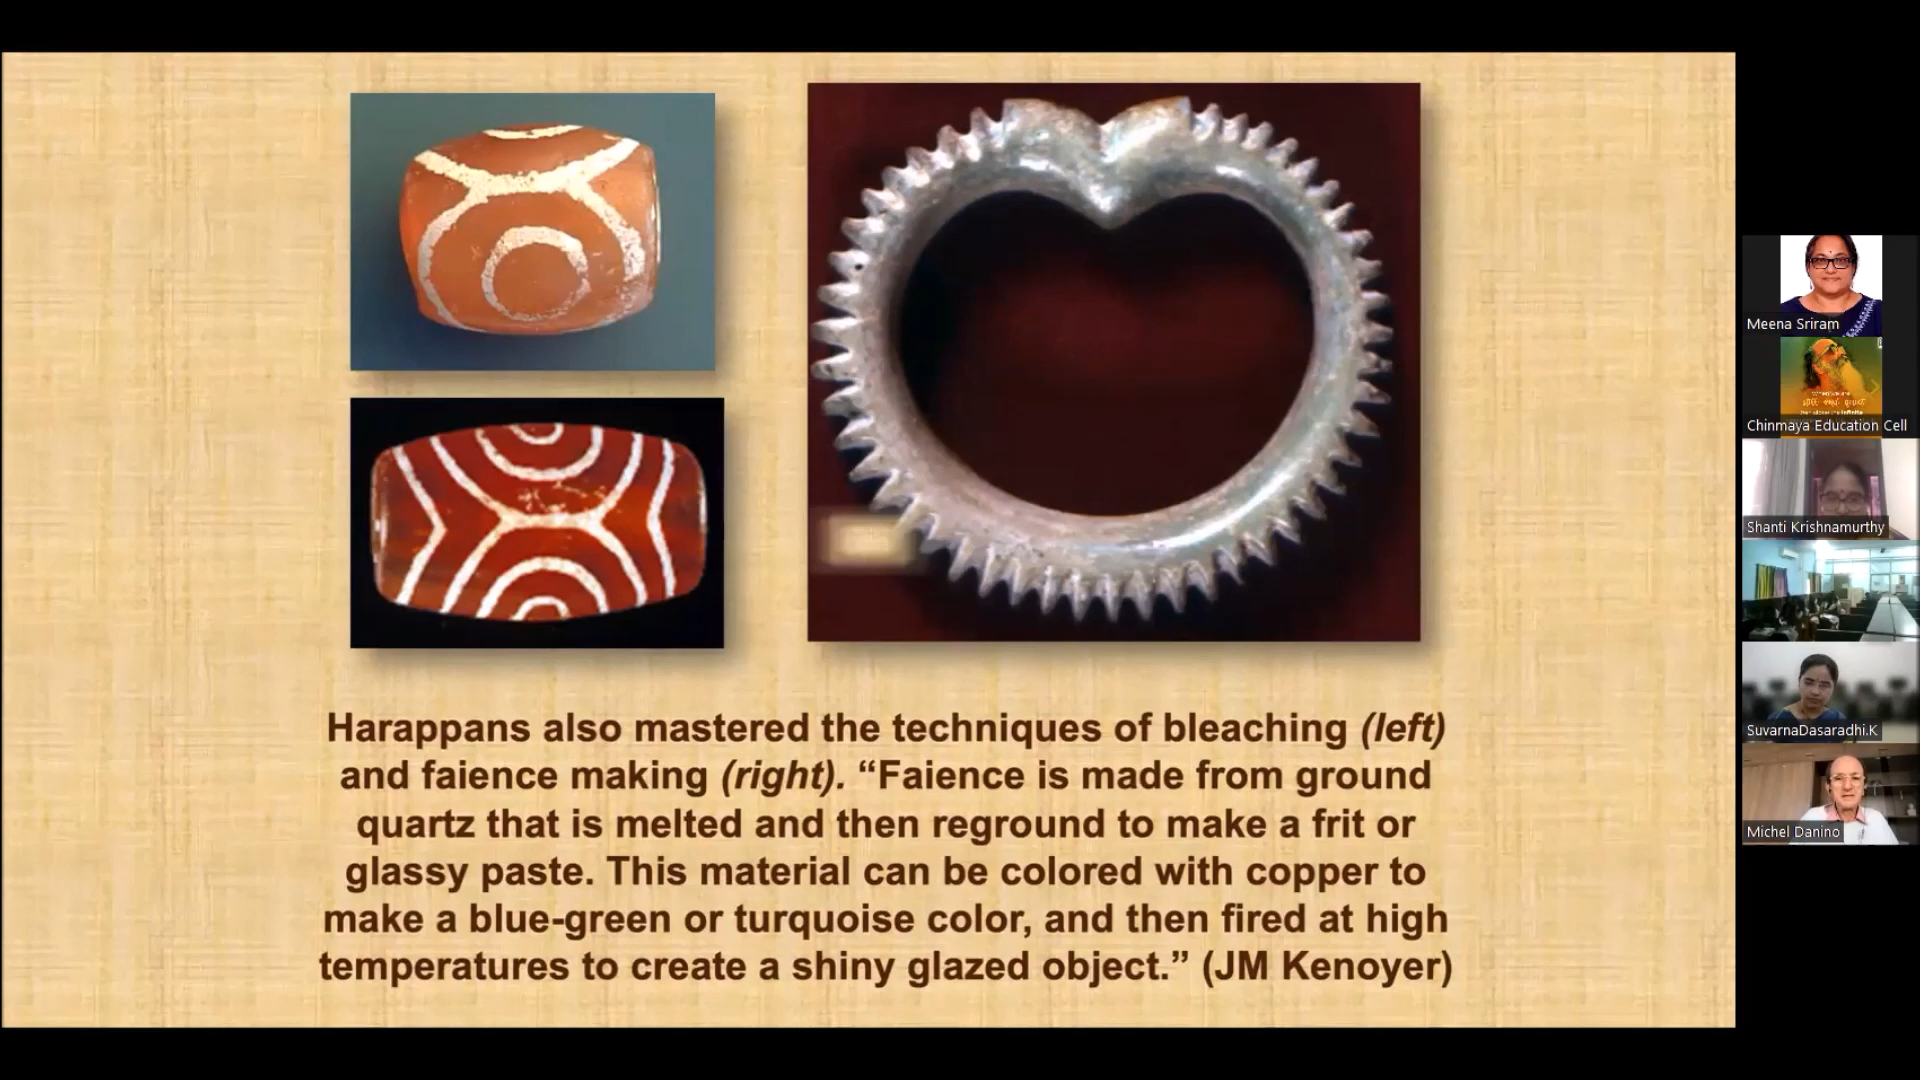 Harappans also mastered the techniques of bleaching (left)
and faience making (right). “Faience is made from ground
quartz that is melted and then reground to make a frit or
glassy paste. This material can be colored with copper to
make a blue-green or turquoise color, and then fired at high
temperatures to create a shiny glazed object.” (JM Kenoyer)
Meena Sriram
Chinmaya Education Cell
Shanti Krishnamurthy
SuvarnaDasaradhi.K
Michel Danino